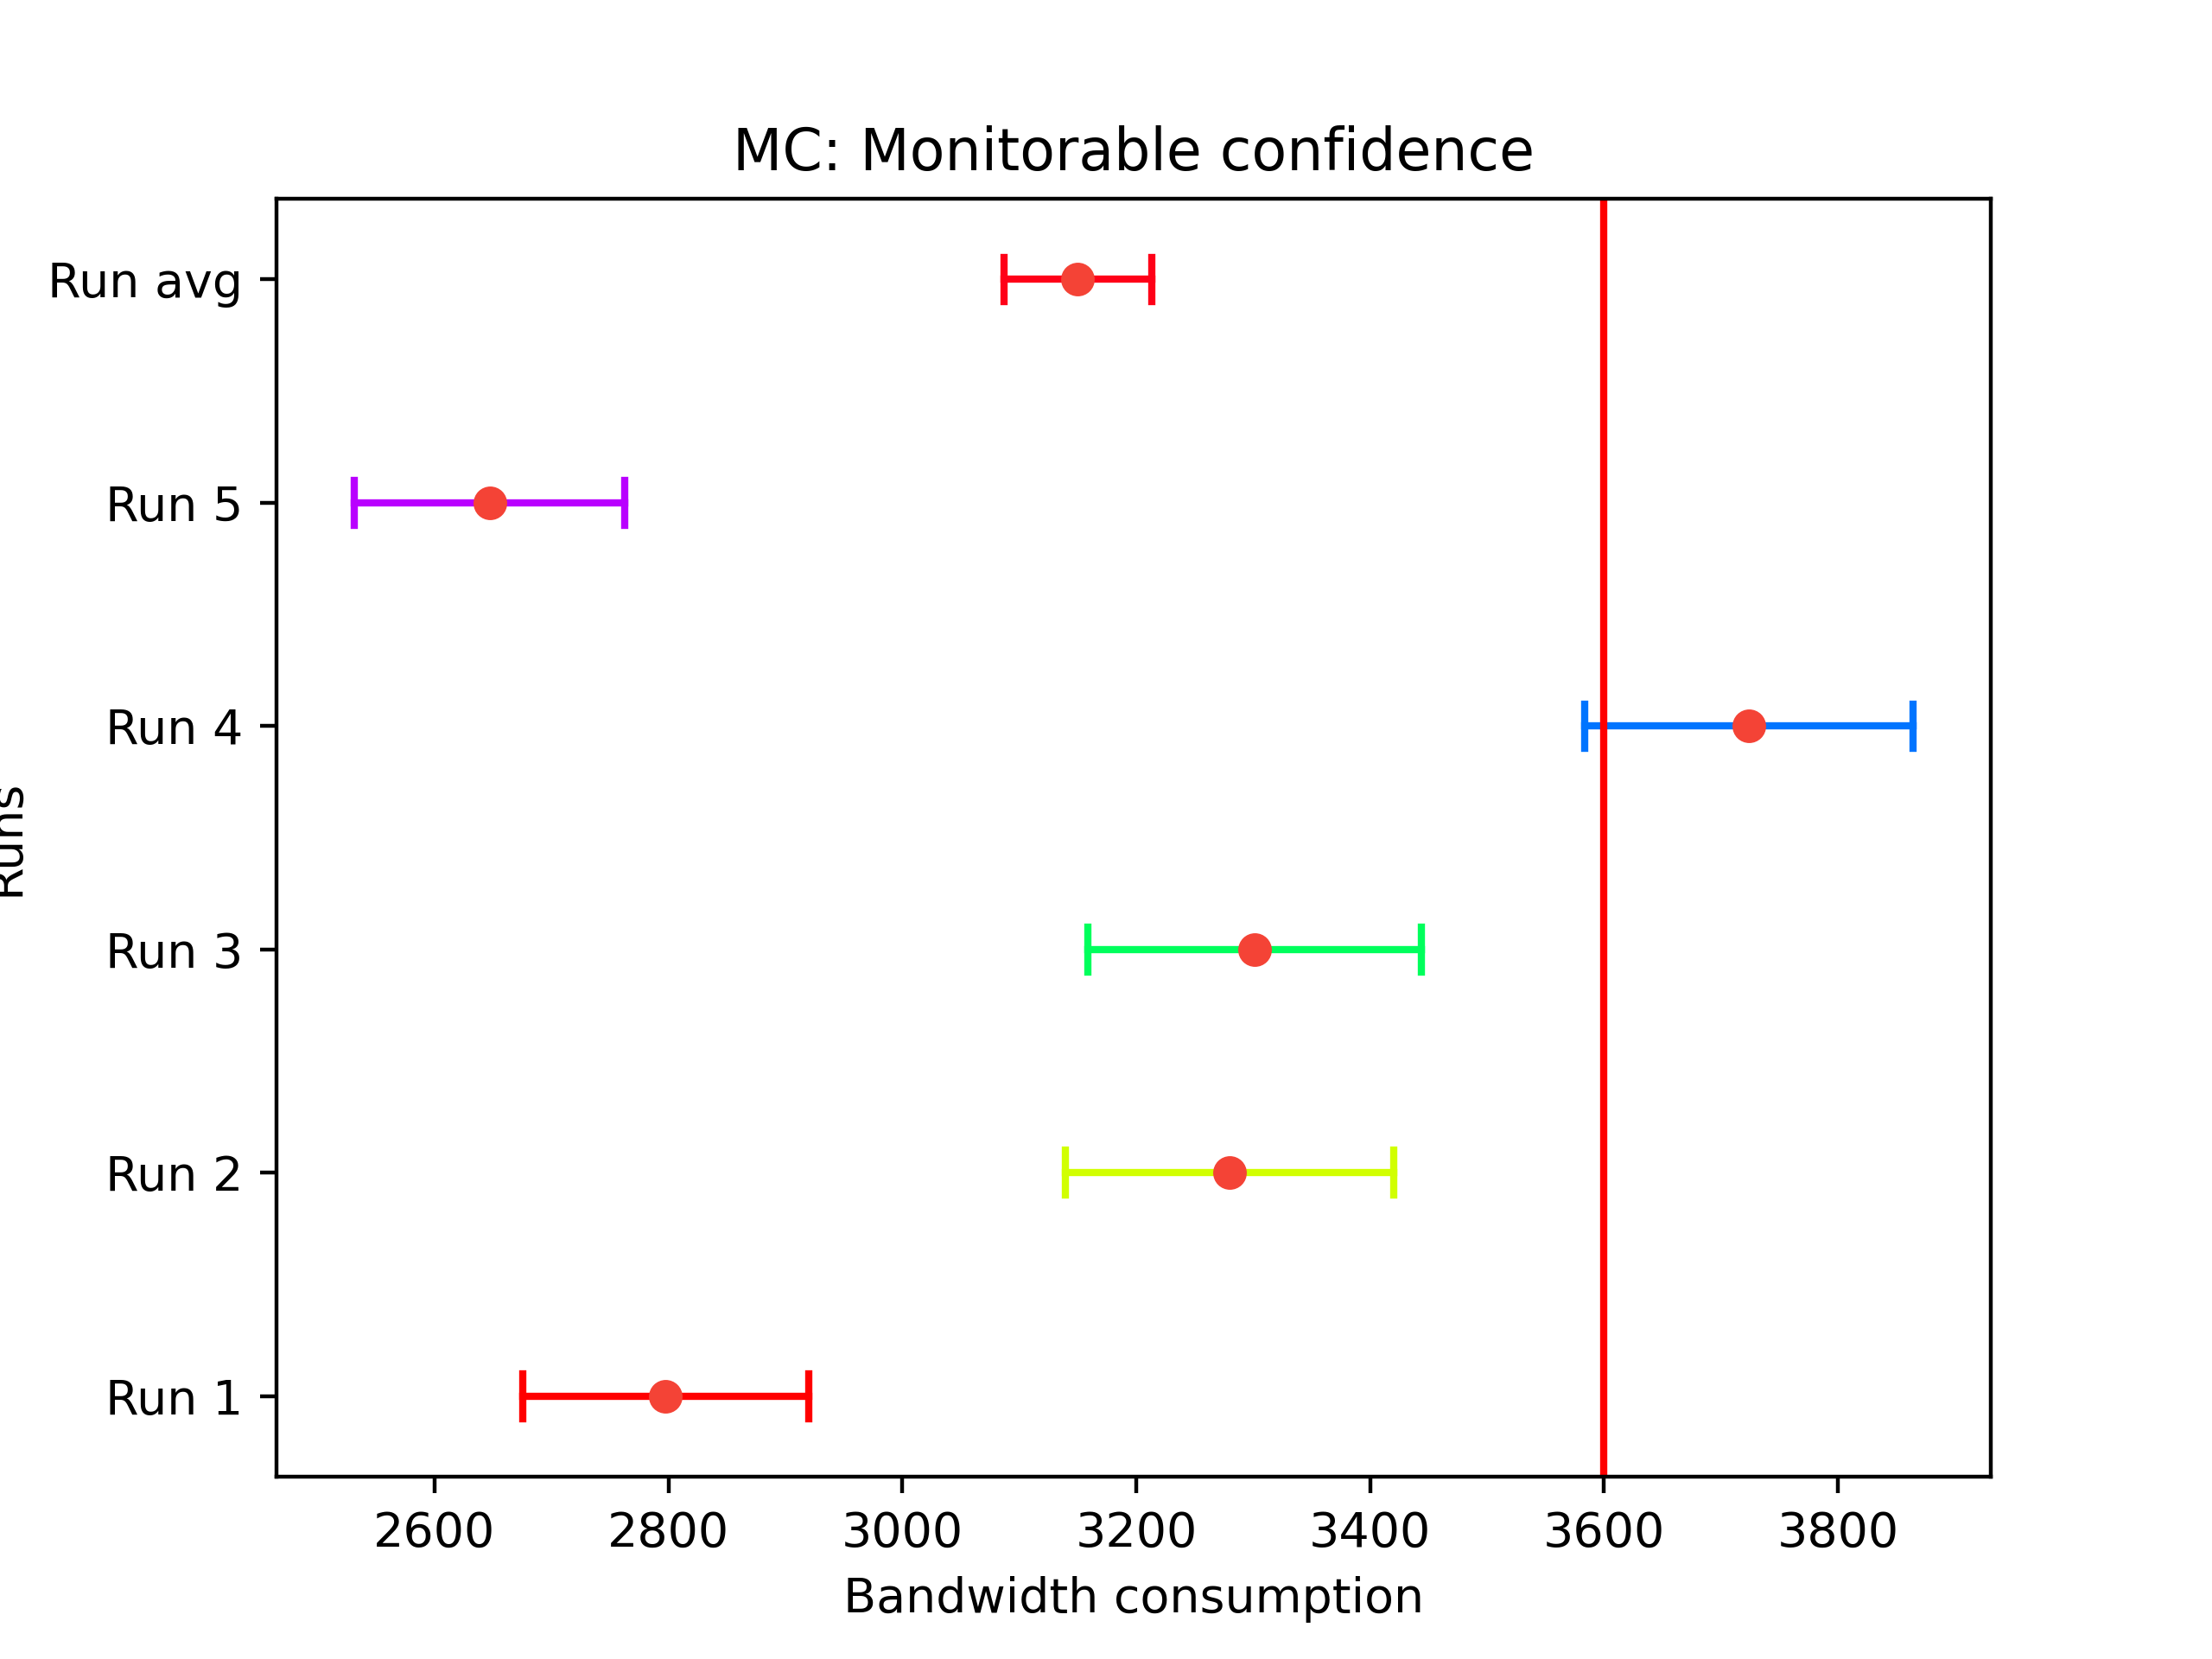 MC: Monitorable confidence
Run avg
Run 5
Run 4
Run 3
Run 2
Run 1
Runs
2600 2800 3000 3200 3400 3600 3800
Bandwidth consumption